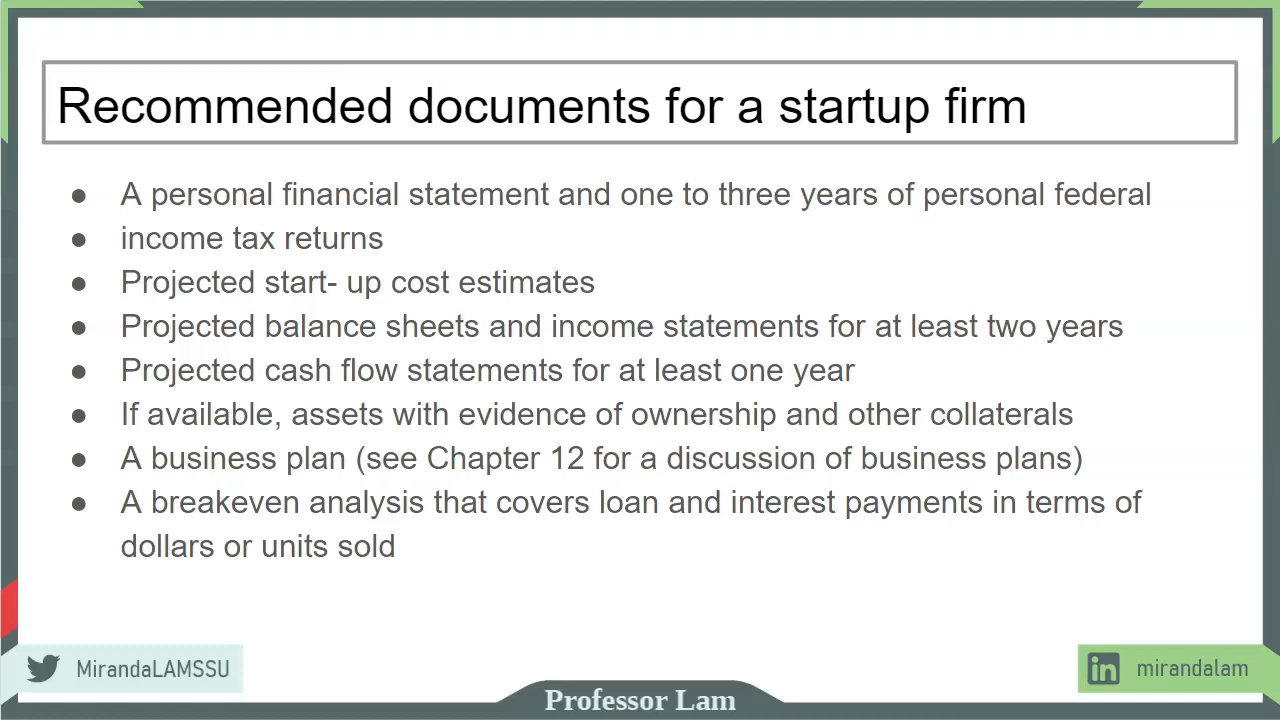 Recommended documents for a startup firm
● A personal financial statement and one to three years of personal federal
● income tax returns
● Projected start- up cost estimates
● Projected balance sheets and income statements for at least two years
● Projected cash flow statements for at least one year
● If available, assets with evidence of ownership and other collaterals
● A business plan (see Chapter 12 for a discussion of business plans)
● A breakeven analysis that covers loan and interest payments in terms of
dollars or units sold
MirandaLAMSSU
in mirandalam
Professor Lam